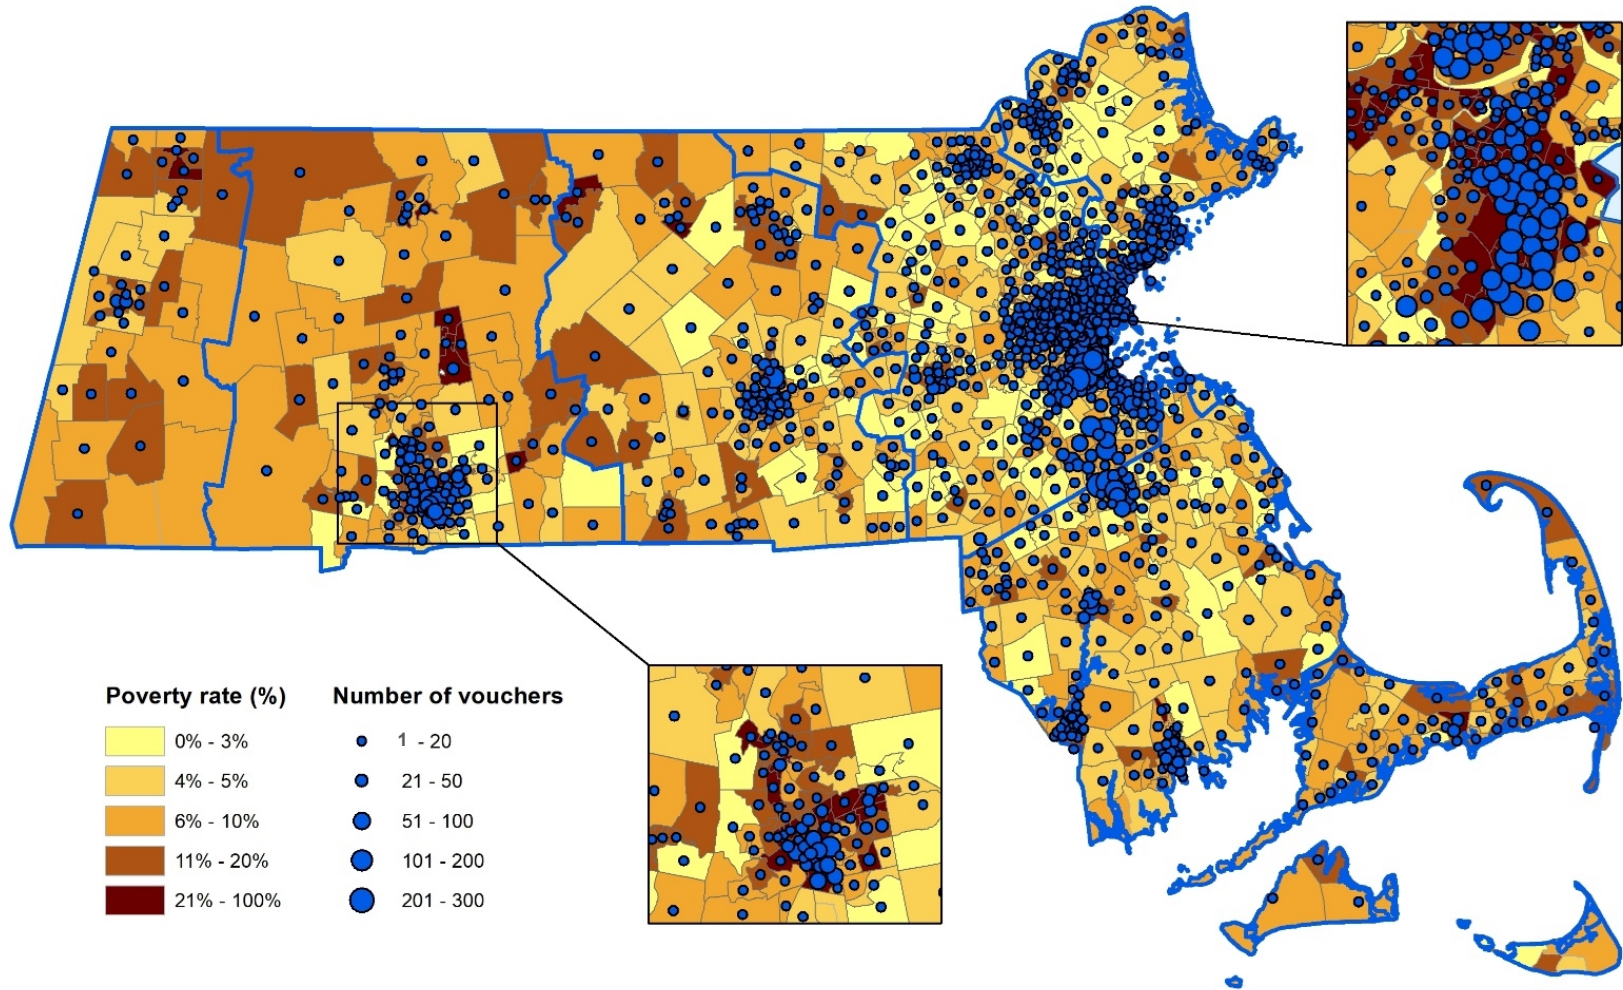 Poverty rate (%) Number of vouchers
0% - 3% 1 - 20
4% - 5% 21 - 50
6% - 10% 51 - 100
11% - 20% 101 - 200
21% - 100% 201 - 300